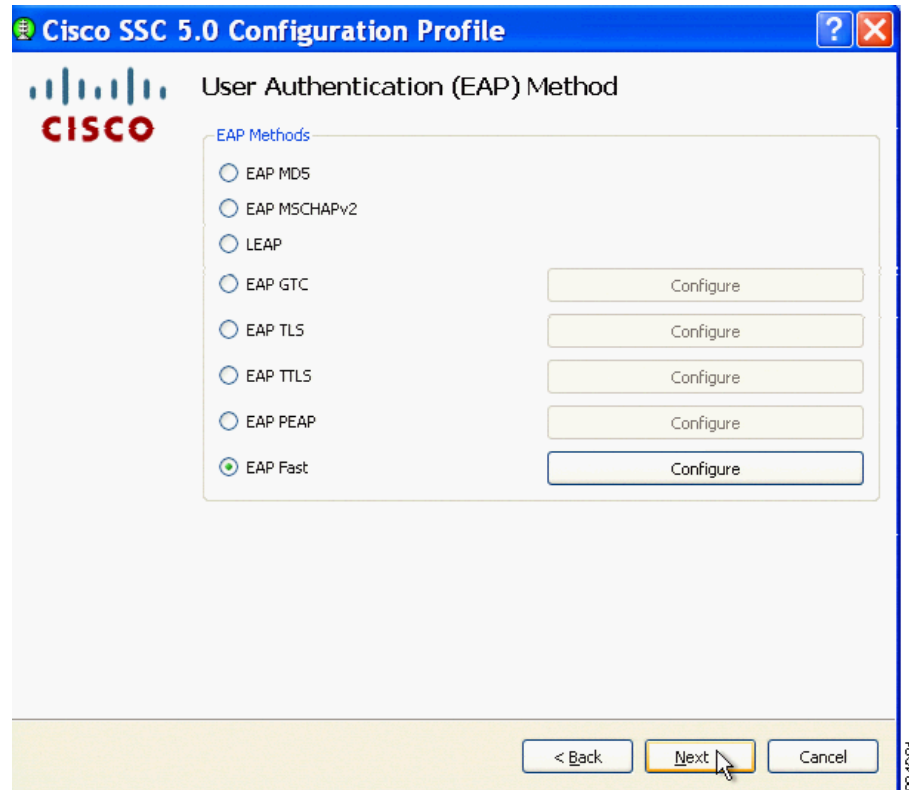 Cisco SSC 5.0 Configuration Profile
?
CISCO
User Authentication (EAP) Method
EAP Methods
EAP MD5
EAP MSCHAPv2
LEAP
EAP GTC Configure
EAP TLS Configure
EAP TTLS Configure
EAP PEAP Configure
EAP Fast Configure
< Back Next Cancel